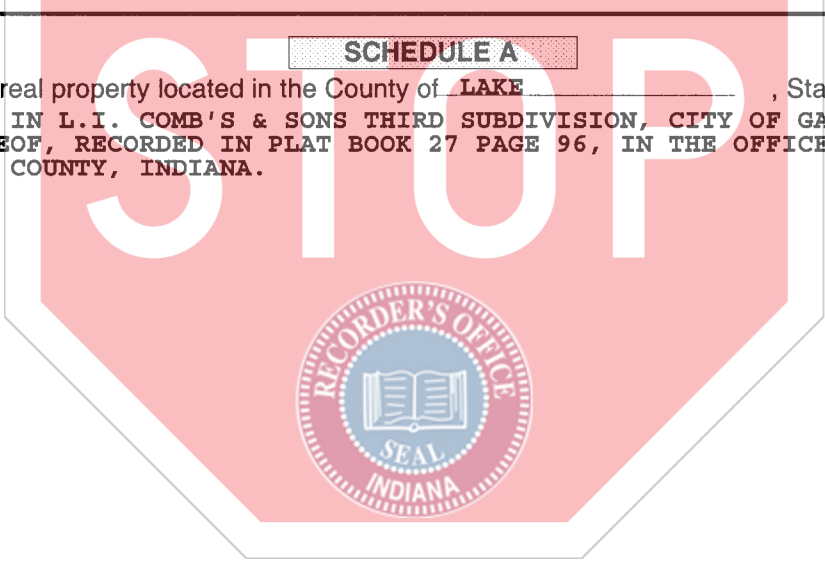 SCHEDULE A
real property located in the County of LAKE , Sta
IN L.I. COMB'S & SONS THIRD SUBDIVISION, CITY OF GA
EOF, RECORDED IN PLAT BOOK 27 PAGE 96, IN THE OFFICE
COUNTY, INDIANA.
STOP
RECORDER'S OFFICE
SEAL
INDIANA